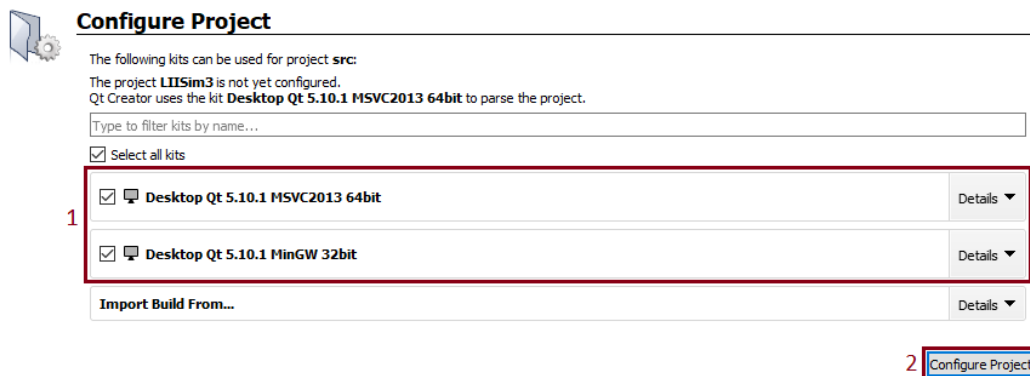 Configure Project
The following kits can be used for project src:
The project LIISim3 is not yet configured.
Qt Creator uses the kit Desktop Qt 5.10.1 MSVC2013 64bit to parse the project.
Type to filter kits by name...
Select all kits
1
Desktop Qt 5.10.1 MSVC2013 64bit Details
Desktop Qt 5.10.1 MinGW 32bit Details
Import Build From... Details
2 Configure Project